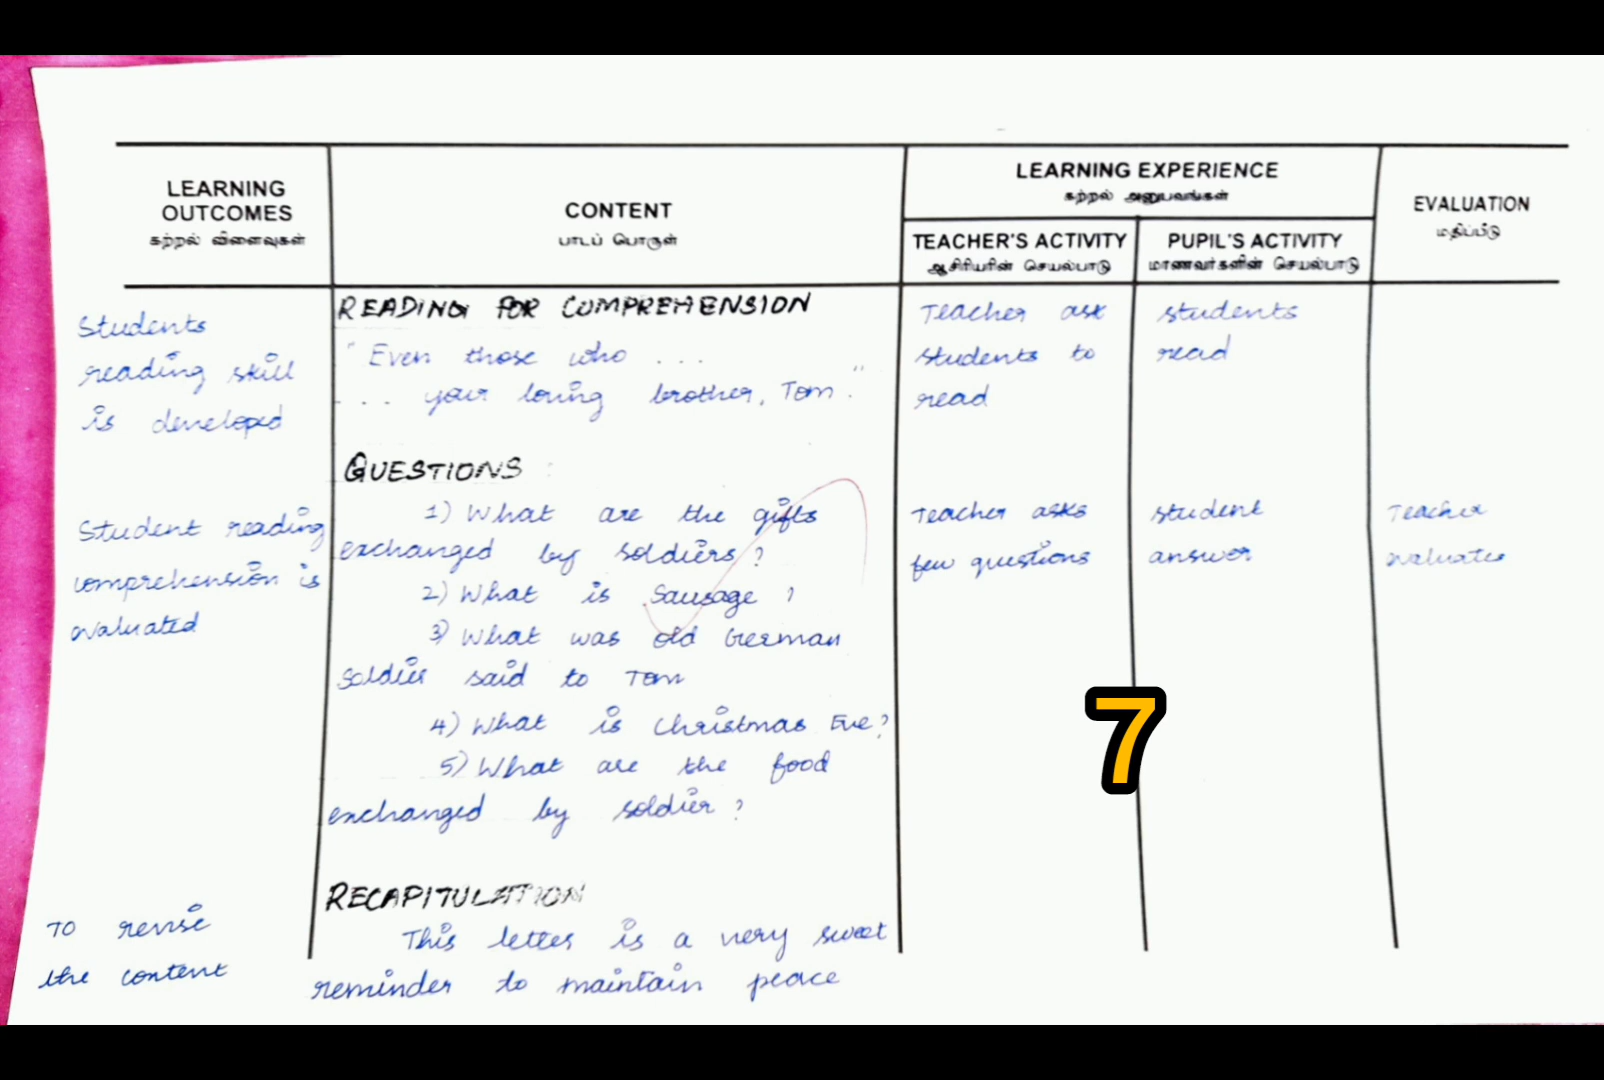 LEARNING
OUTCOMES
கற்றல் விளைவுகள்
CONTENT
பாடப் பொருள்
LEARNING EXPERIENCE
கற்றல் அனுபவங்கள்
TEACHER'S ACTIVITY
ஆசிரியரின் செயல்பாடு
PUPIL'S ACTIVITY
மாணவர்களின் செயல்பாடு
EVALUATION
மதிப்பீடு
Students
reading skill
is developed
READING FOR COMPREHENSION
"Even those who ...
... your loving brother, Tom."
Teacher ask
students to
read
students
read
QUESTIONS :
Student reading
comprehension is
evaluated
1) What are the gifts
exchanged by soldiers?
2) What is Sausage ?
3) What was old German
soldier said to Tom
4) What is Christmas Eve?
5) What are the food
exchanged by soldier ?
Teacher asks
few questions
student
answer
Teacher
evaluates
7
To revise
the content
RECAPITULATION
This letter is a very sweet
reminder to maintain peace